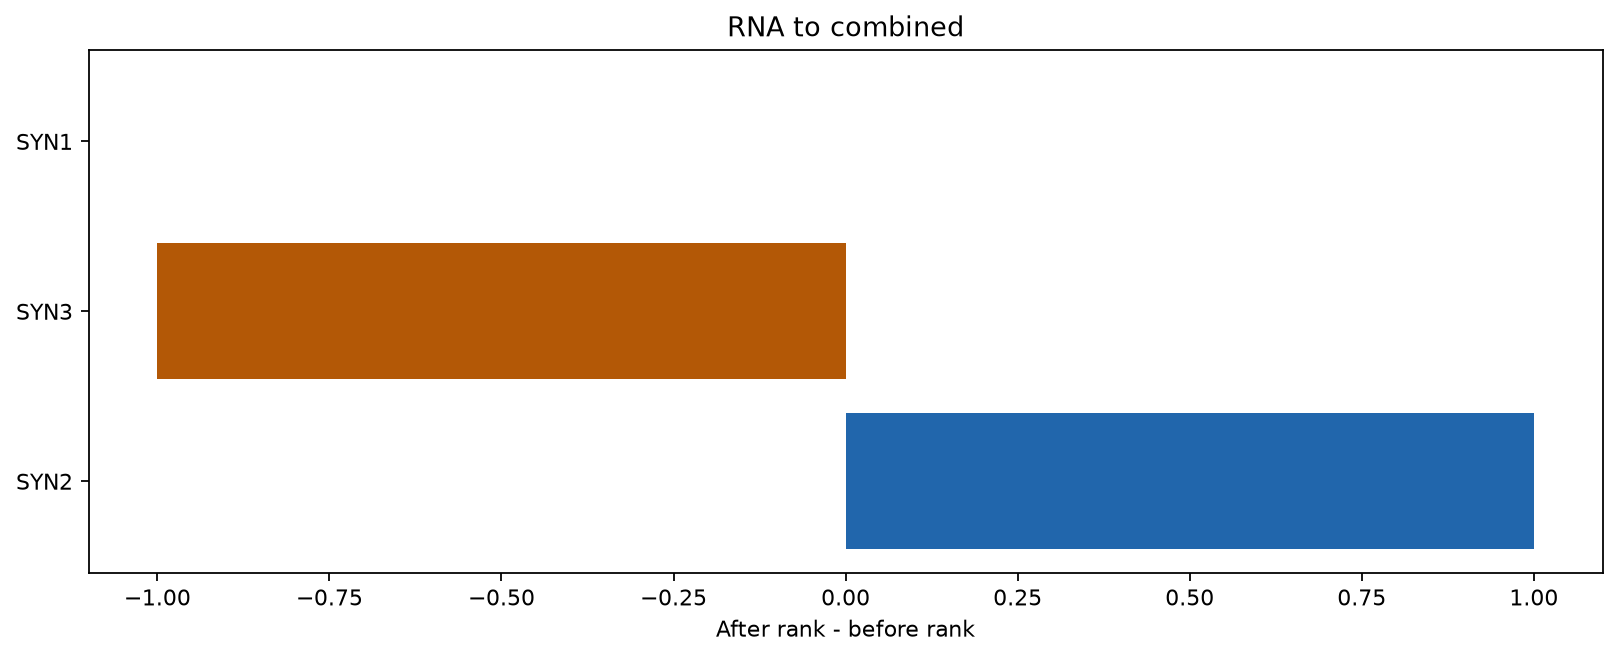 RNA to combined
SYN1
SYN3
SYN2
−1.00 −0.75 −0.50 −0.25 0.00 0.25 0.50 0.75 1.00
After rank - before rank